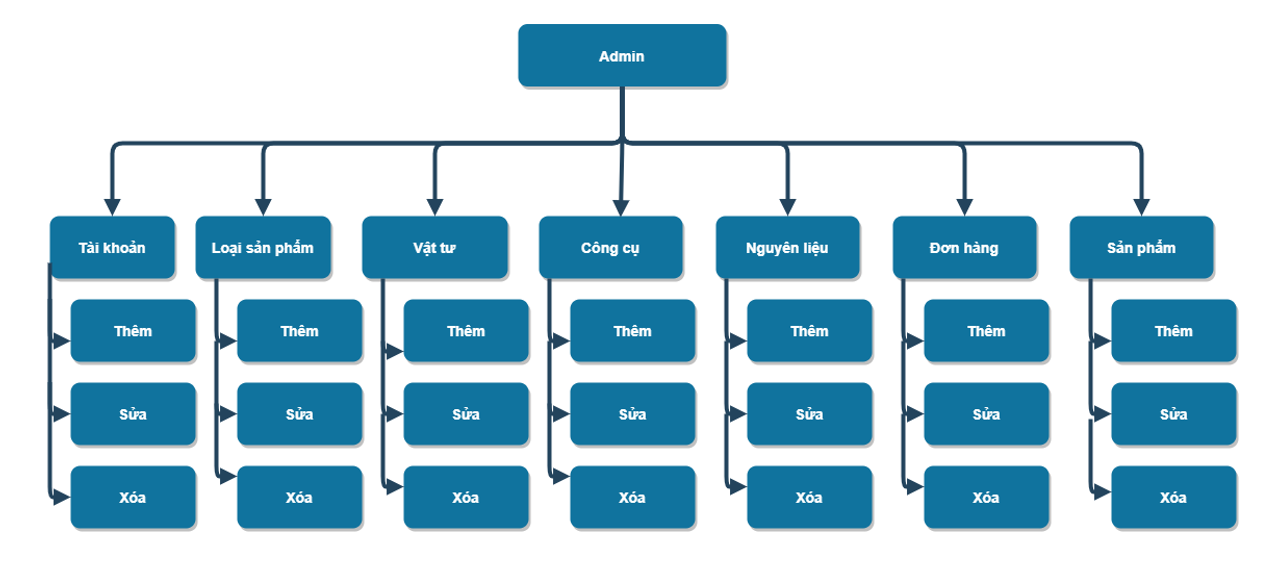 Admin
Tài khoản
Loại sản phẩm
Vật tư
Công cụ
Nguyên liệu
Đơn hàng
Sản phẩm
Thêm
Thêm
Thêm
Thêm
Thêm
Thêm
Thêm
Sửa
Sửa
Sửa
Sửa
Sửa
Sửa
Sửa
Xóa
Xóa
Xóa
Xóa
Xóa
Xóa
Xóa